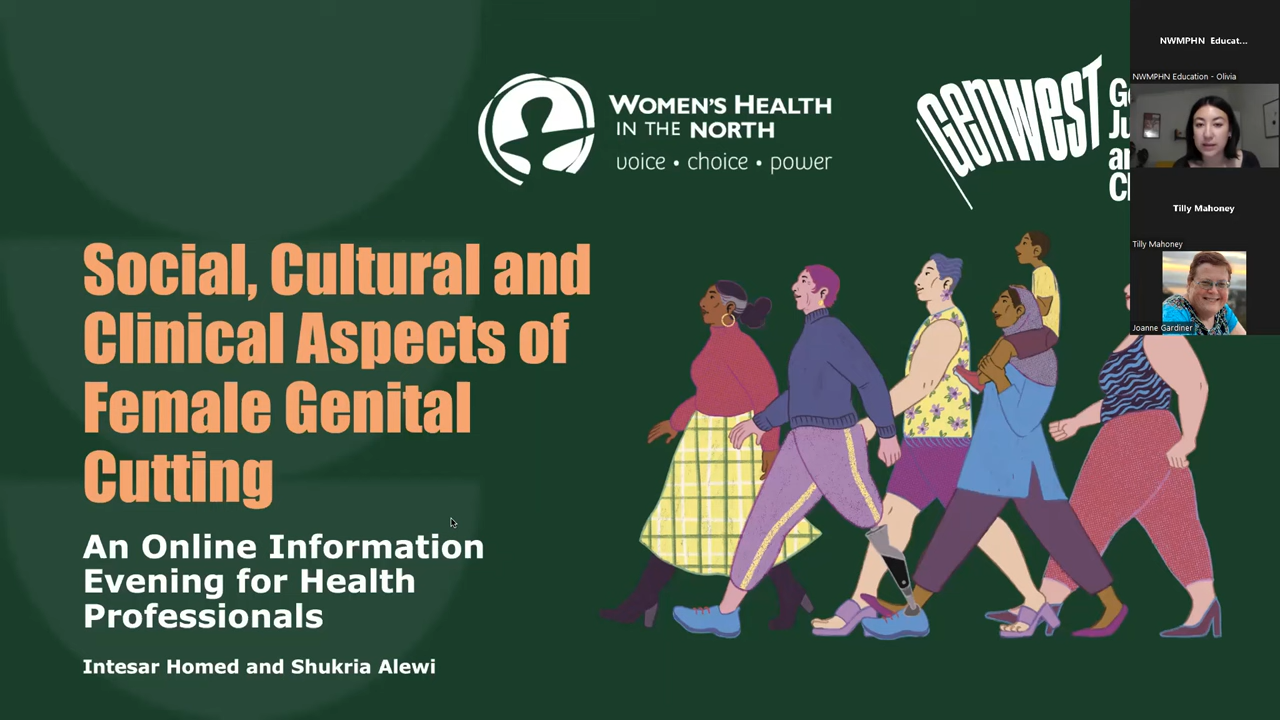 WOMEN'S HEALTH
IN THE NORTH
voice • choice • power
GENWEST
Social, Cultural and
Clinical Aspects of
Female Genital
Cutting
An Online Information
Evening for Health
Professionals
Intesar Homed and Shukria Alewi
NWMPHN Educat...
NWMPHN Education - Olivia
Tilly Mahoney
Tilly Mahoney
Joanne Gardiner